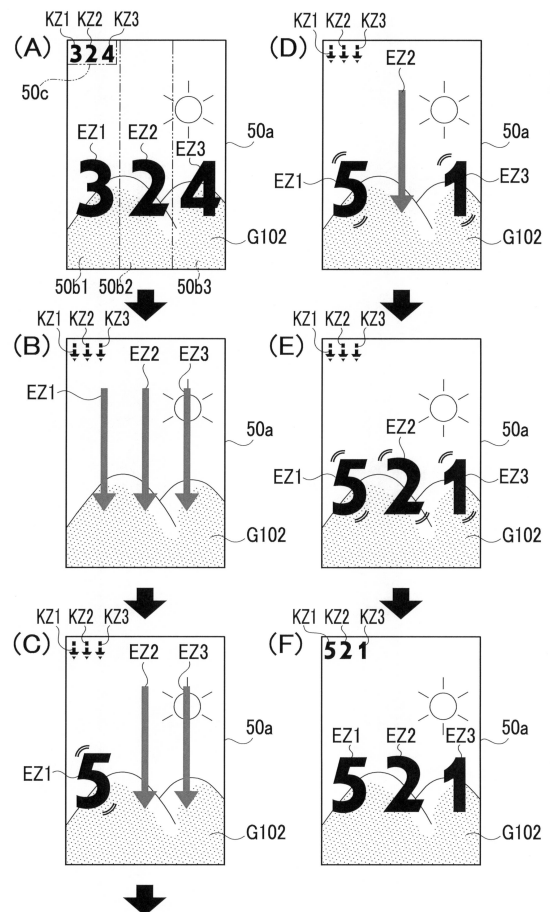 (A)
KZ1 KZ2 KZ3
324
50c
EZ1
EZ2
EZ3
3 2 4
50a
G102
50b1 50b2 50b3
(B)
KZ1 KZ2 KZ3
EZ1
EZ2
EZ3
50a
G102
(C)
KZ1 KZ2 KZ3
EZ2 EZ3
50a
EZ1
5
G102
(D)
KZ1 KZ2 KZ3
EZ2
50a
EZ1
5 1
EZ3
G102
(E)
KZ1 KZ2 KZ3
EZ2
50a
EZ1
5 2 1
EZ3
G102
(F)
KZ1 KZ2 KZ3
521
50a
EZ1 EZ2 EZ3
5 2 1
G102